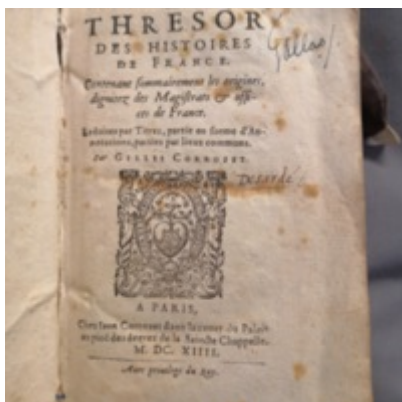 THRESOR
DES HISTOIRES
DE FRANCE.
Contenant sommairement les origines,
dignitez des Magistrats & offi-
ces de France.
Reduites par Titres, partie en forme d'An-
notations, parties par lieux communs.
Par GILLES CORROZET.
A PARIS,
Chez Jean Corrozet dans la cour du Palais
au pied des degrez de la Saincte Chappelle.
M. DC. XIIII.
Avec privilege du Roy.